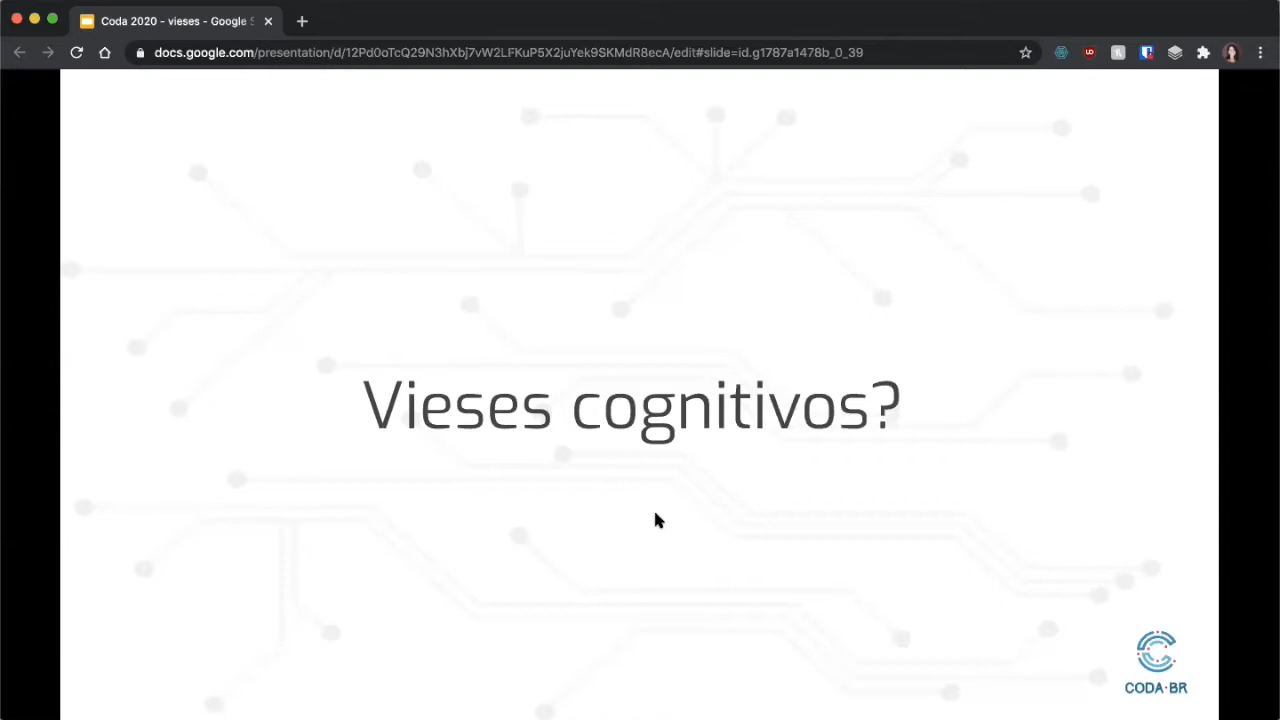 Coda 2020 - vieses - Google S
docs.google.com/presentation/d/12Pd0oTcQ29N3hXbj7vW2LFKuP5X2juYek9SKMdR8ecA/edit#slide=id.g1787a1478b_0_39
Vieses cognitivos?
CODA·BR